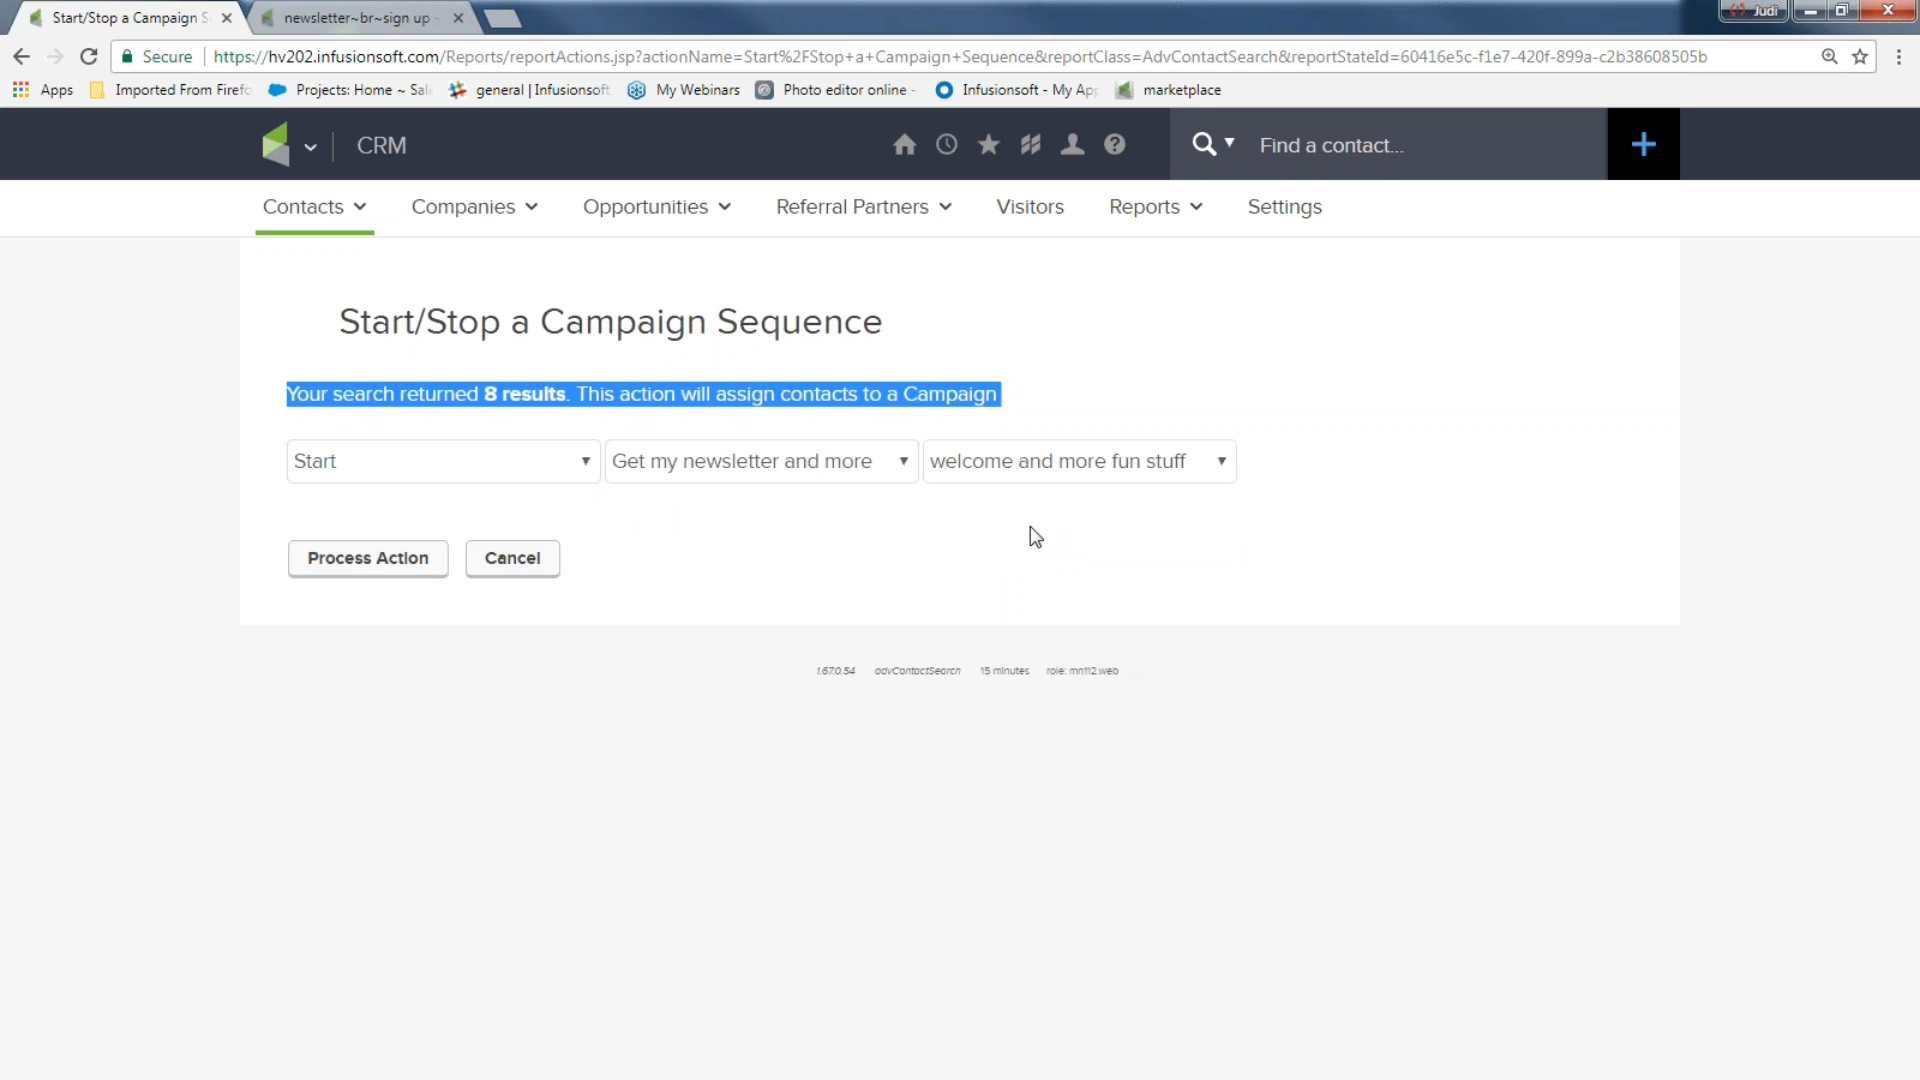 Start/Stop a Campaign S
newsletter~br~sign up -
Judi
Secure https://hv202.infusionsoft.com/Reports/reportActions.jsp?actionName=Start%2FStop+a+Campaign+Sequence&reportClass=AdvContactSearch&reportStateId=60416e5c-f1e7-420f-899a-c2b38608505b
Apps Imported From Firefo Projects: Home ~ Sal general | Infusionsoft My Webinars Photo editor online - Infusionsoft - My App marketplace
CRM
Find a contact...
Contacts Companies Opportunities Referral Partners Visitors Reports Settings
Start/Stop a Campaign Sequence
Your search returned 8 results. This action will assign contacts to a Campaign
Start Get my newsletter and more welcome and more fun stuff
Process Action Cancel
1.67.0.54 advContactSearch 15 minutes role: mn112.web